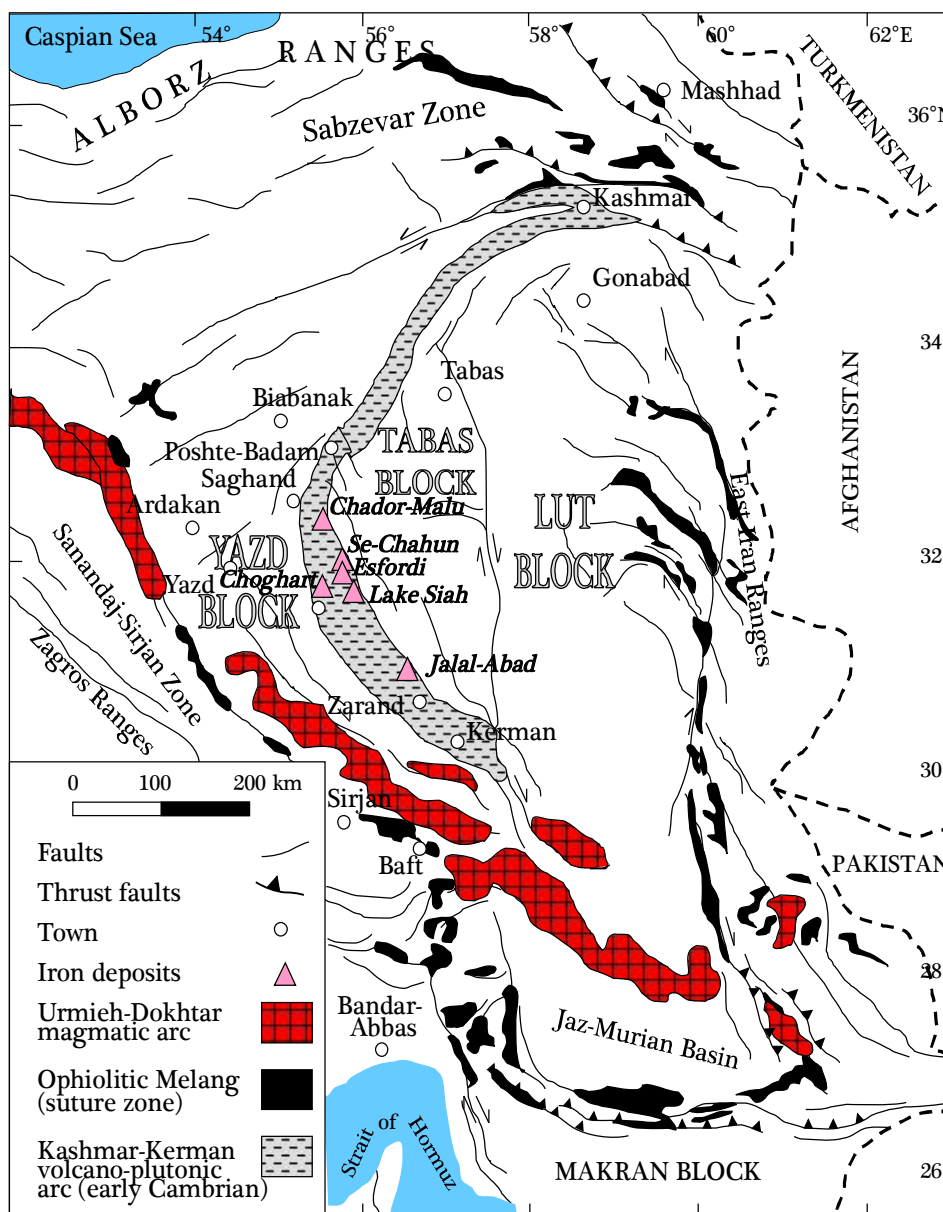 54°
56°
58°
60°
62°E
Caspian Sea
ALBORZ
RANGES
Mashhad
TURKMENISTAN
36°N
Sabzevar Zone
Kashmar
Gonabad
34
Tabas
Biabanak
AFGHANISTAN
Poshte-Badam
TABAS
BLOCK
Saghand
Ardakan
Chador-Malu
LUT
BLOCK
East Iran Ranges
YAZD
BLOCK
Se-Chahun
Esfordi
32
Yazd
Choghart
Lake Siah
Sanandaj-Sirjan Zone
Zagros Ranges
Jalal-Abad
Zarand
Kerman
30
Sirjan
Baft
PAKISTAN
28
Bandar-
Abbas
Jaz-Murian Basin
Strait of
Hormuz
MAKRAN BLOCK
26
0 100 200 km
Faults
Thrust faults
Town
Iron deposits
Urmieh-Dokhtar
magmatic arc
Ophiolitic Melang
(suture zone)
Kashmar-Kerman
volcano-plutonic
arc (early Cambrian)